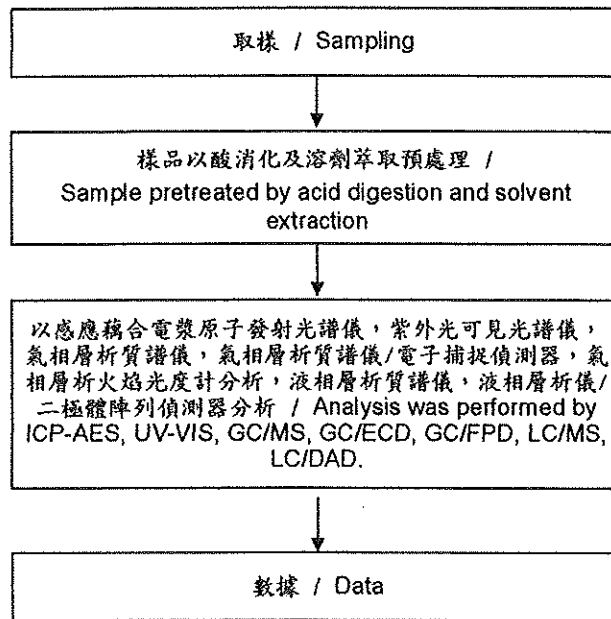 取樣 / Sampling
樣品以酸消化及溶劑萃取預處理 /
Sample pretreated by acid digestion and solvent
extraction
以感應藕合電漿原子發射光譜儀，紫外光可見光譜儀，
氣相層析質譜儀，氣相層析質譜儀/電子捕捉偵測器，氣
相層析火焰光度計分析，液相層析質譜儀，液相層析儀/
二極體陣列偵測器分析 / Analysis was performed by
ICP-AES, UV-VIS, GC/MS, GC/ECD, GC/FPD, LC/MS,
LC/DAD.
數據 / Data